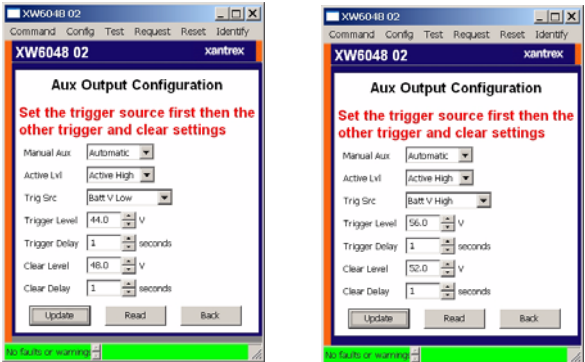 XW6048 02
Command Config Test Request Reset Identify
XW6048 02 xantrex
Aux Output Configuration
Set the trigger source first then the
other trigger and clear settings
Manual Aux Automatic
Active Lvl Active High
Trig Src Batt V Low
Trigger Level 44.0 V
Trigger Delay 1 seconds
Clear Level 48.0 V
Clear Delay 1 seconds
Update Read Back
No faults or warning
XW6048 02
Command Config Test Request Reset Identify
XW6048 02 xantrex
Aux Output Configuration
Set the trigger source first then the
other trigger and clear settings
Manual Aux Automatic
Active Lvl Active High
Trig Src Batt V High
Trigger Level 56.0 V
Trigger Delay 1 seconds
Clear Level 52.0 V
Clear Delay 1 seconds
Update Read Back
No faults or warning